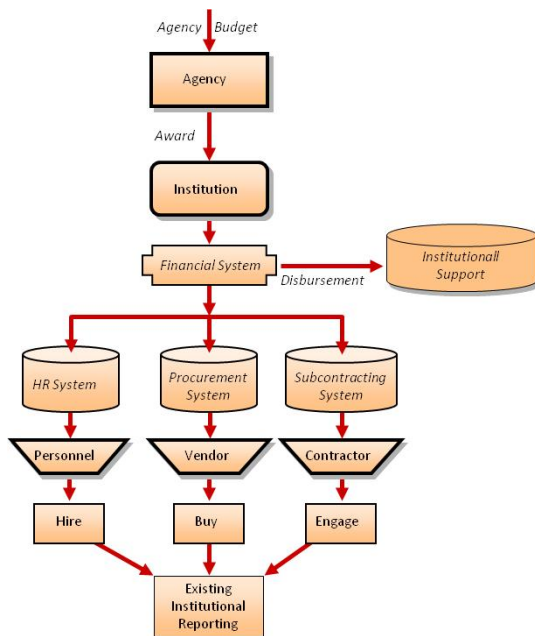 Agency Budget
Agency
Award
Institution
Financial System
Disbursement
Institutionall
Support
HR System
Procurement
System
Subcontracting
System
Personnel
Vendor
Contractor
Hire
Buy
Engage
Existing
Institutional
Reporting